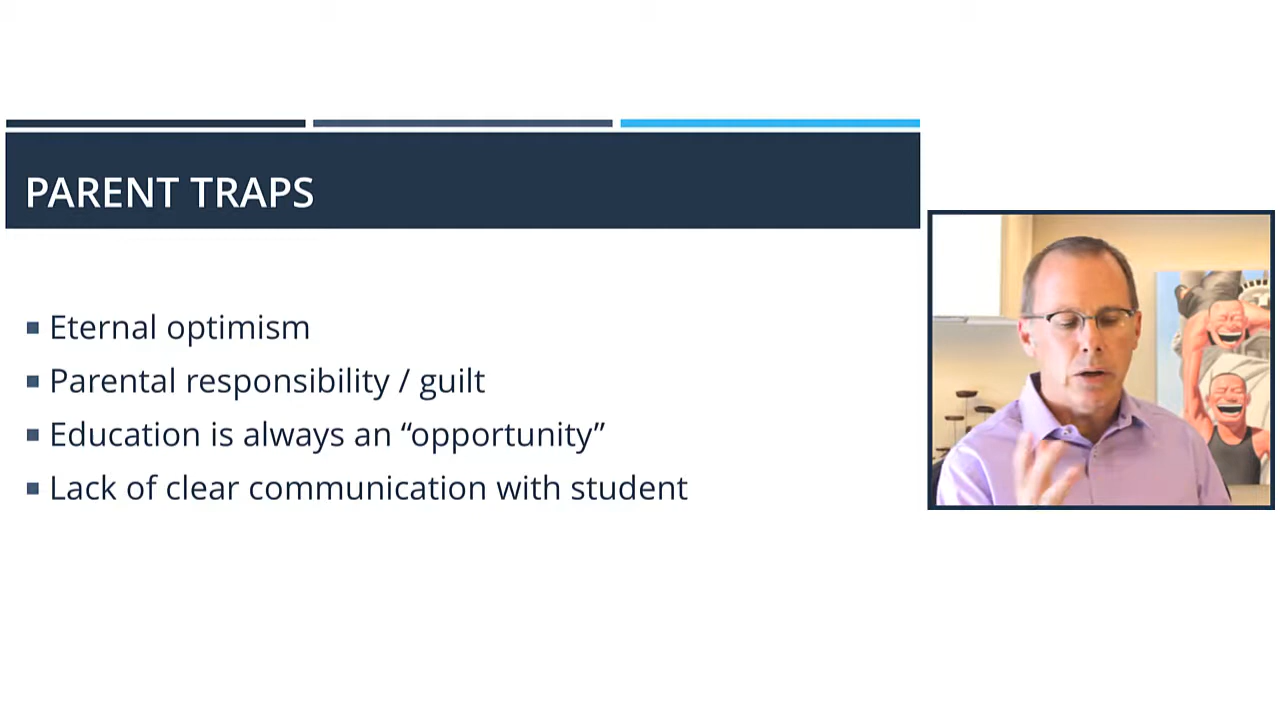 PARENT TRAPS
Eternal optimism
Parental responsibility / guilt
Education is always an “opportunity”
Lack of clear communication with student